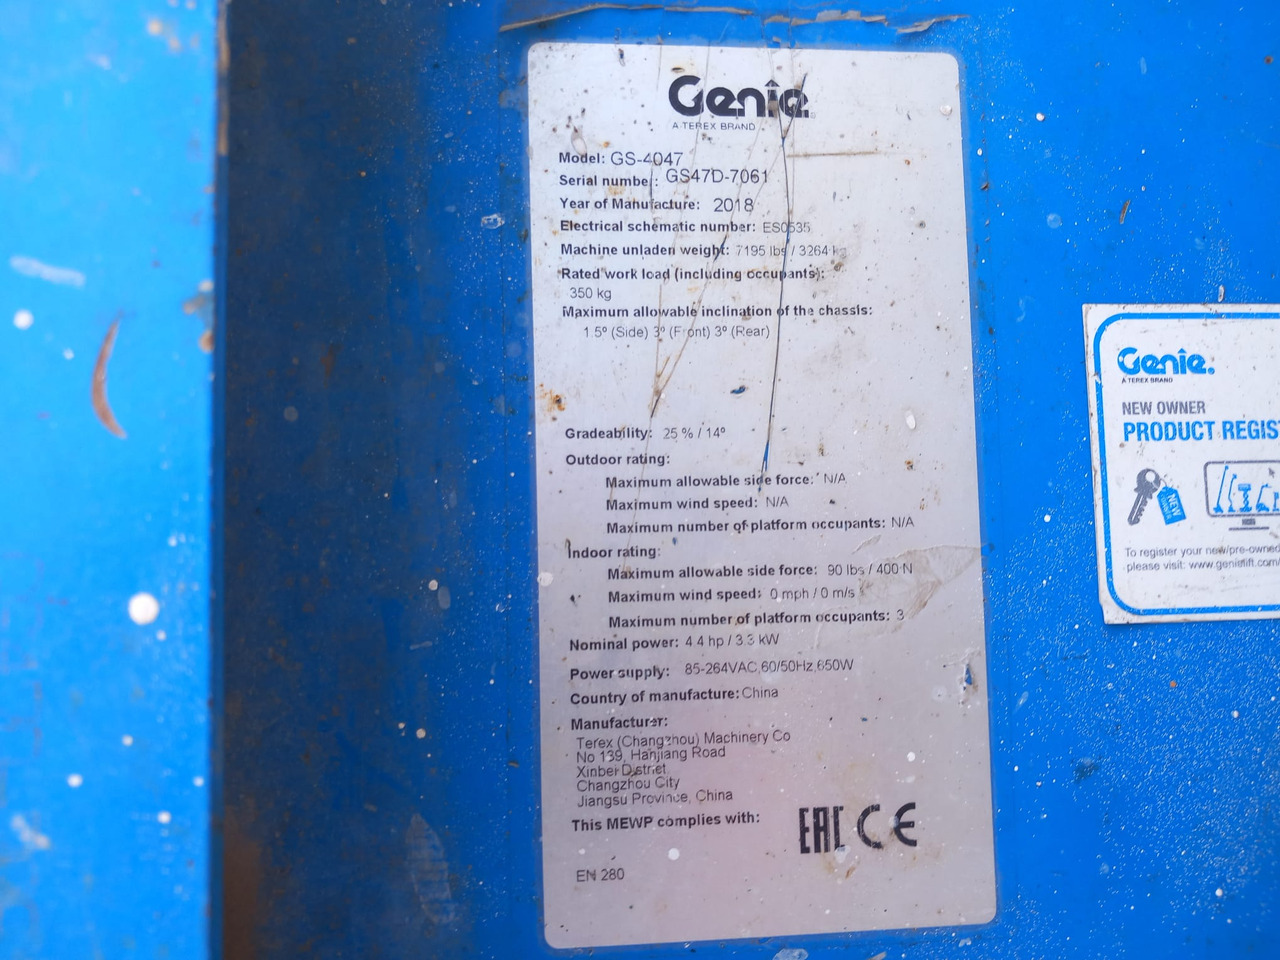 Genie
A TEREX BRAND
Model: GS-4047
Serial number: GS47D-7061
Year of Manufacture: 2018
Electrical schematic number: ES0535
Machine unladen weight: 7195 lbs / 3264 kg
Rated work load (including occupants):
350 kg
Maximum allowable inclination of the chassis:
1.5º (Side) 3º (Front) 3º (Rear)
Gradeability: 25 % / 14º
Outdoor rating:
Maximum allowable side force: N/A
Maximum wind speed: N/A
Maximum number of platform occupants: N/A
Indoor rating:
Maximum allowable side force: 90 lbs / 400 N
Maximum wind speed: 0 mph / 0 m/s
Maximum number of platform occupants: 3
Nominal power: 4.4 hp / 3.3 kW
Power supply: 85-264VAC,60/50Hz,650W
Country of manufacture: China
Manufacturer:
Terex (Changzhou) Machinery Co
No 139, Hanjiang Road
Xinbei District
Changzhou City
Jiangsu Province, China
This MEWP complies with:
EAC CE
EN 280
Genie.
A TEREX BRAND
NEW OWNER
PRODUCT REGIS
NEW
To register your new/pre-owned
please visit: www.genielift.com/